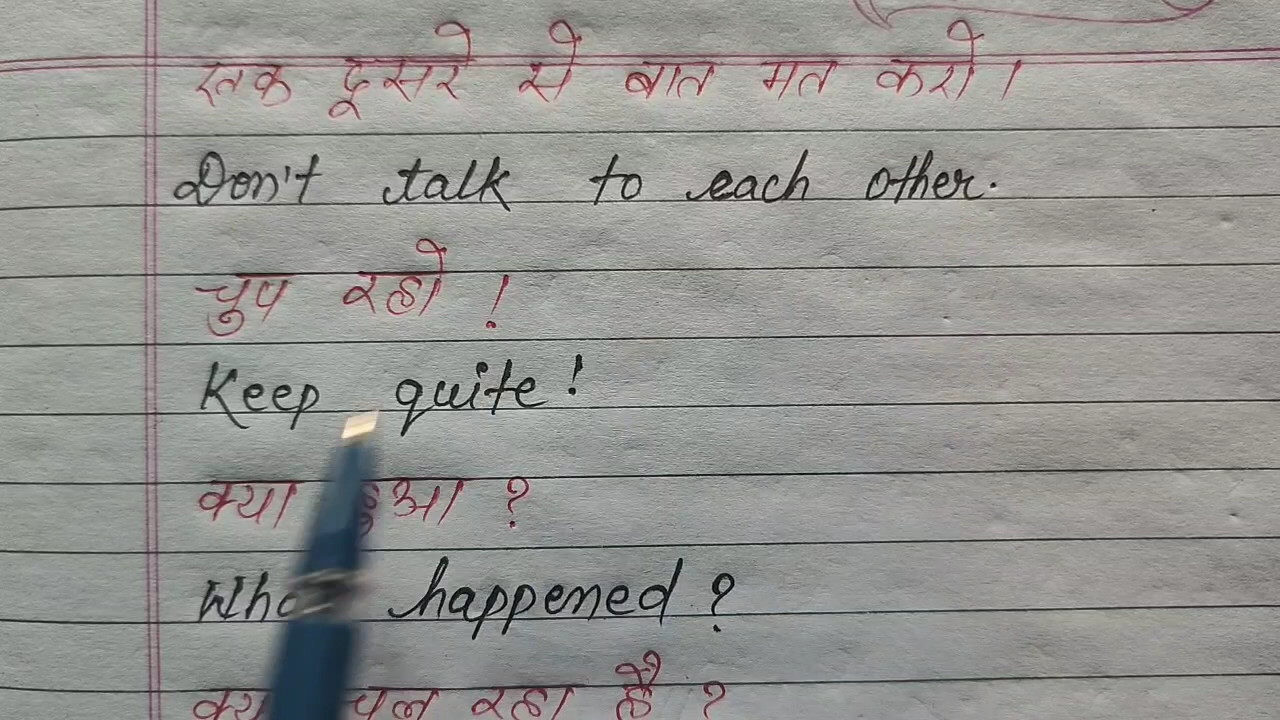 एक दूसरे से बात मत करो।
Don't talk to each other.
चुप रहो!
Keep quite!
क्या हुआ?
happened?
चल रहा है?